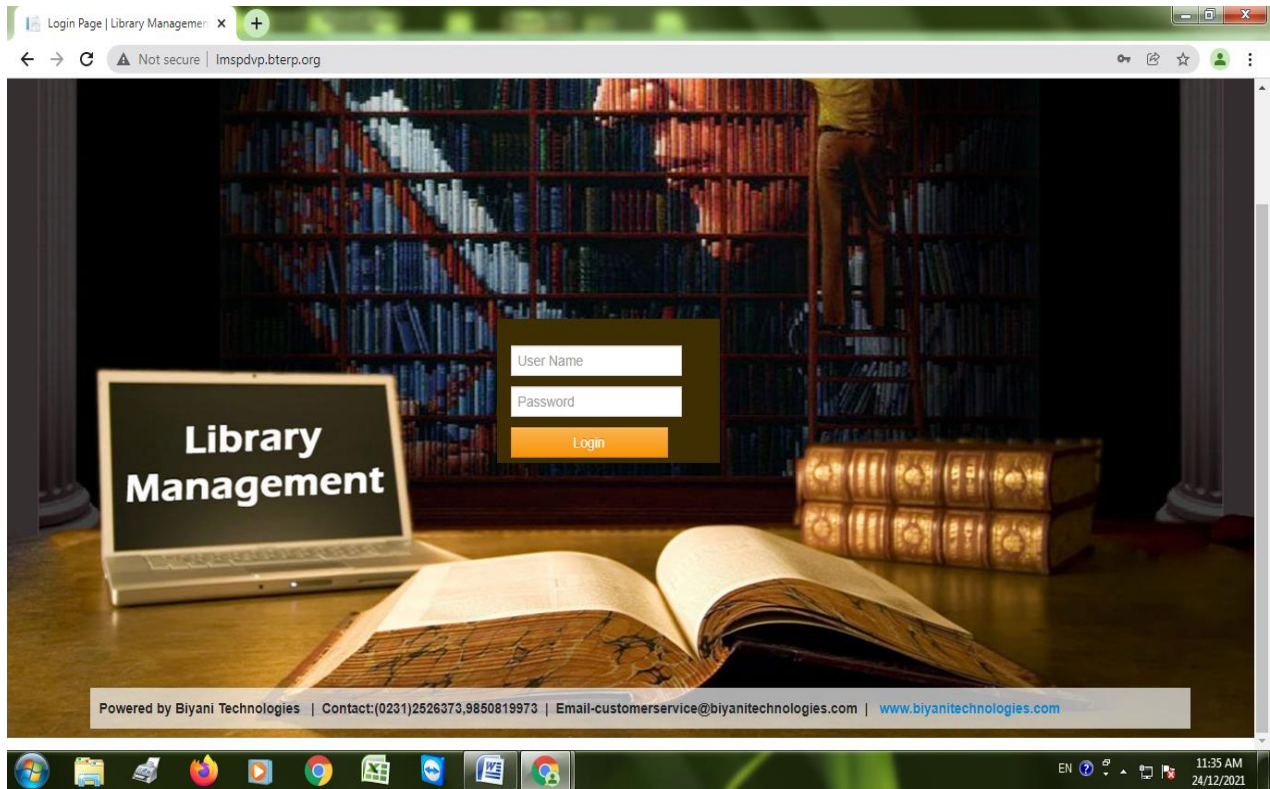 Login Page | Library Managemen
Not secure | lmspdvp.bterp.org
User Name
Password
Login
Library
Management
Powered by Biyani Technologies | Contact:(0231)2526373,9850819973 | Email-customerservice@biyanitechnologies.com | www.biyanitechnologies.com
EN
11:35 AM
24/12/2021